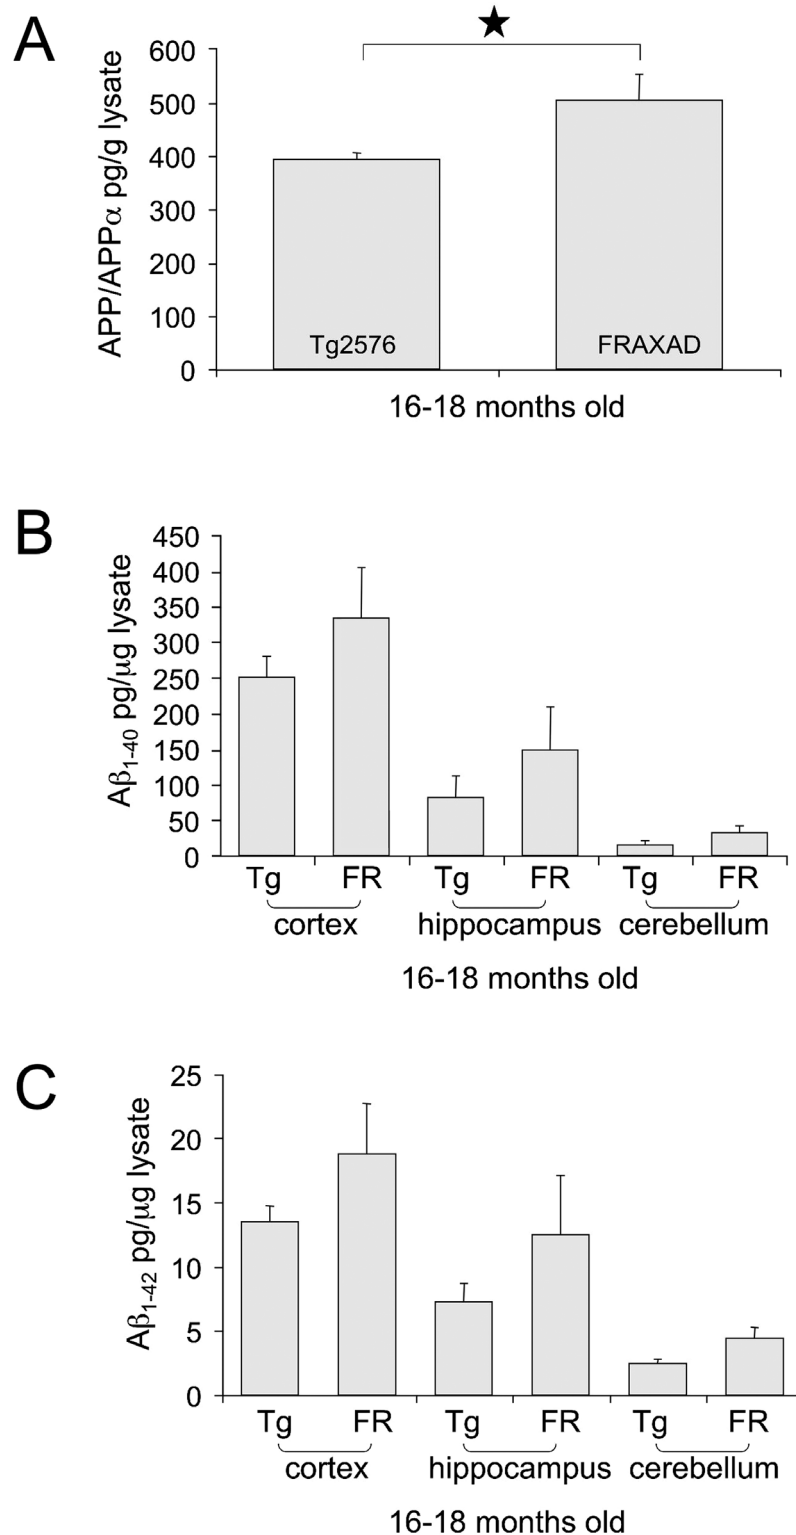 A
APP/APPα pg/g lysate
600
500
400
300
200
100
0
Tg2576
FRAXAD
16-18 months old
B
Aβ1-40 pg/μg lysate
450
400
350
300
250
200
150
100
50
0
Tg FR Tg FR Tg FR
cortex hippocampus cerebellum
16-18 months old
C
Aβ1-42 pg/μg lysate
25
20
15
10
5
0
Tg FR Tg FR Tg FR
cortex hippocampus cerebellum
16-18 months old